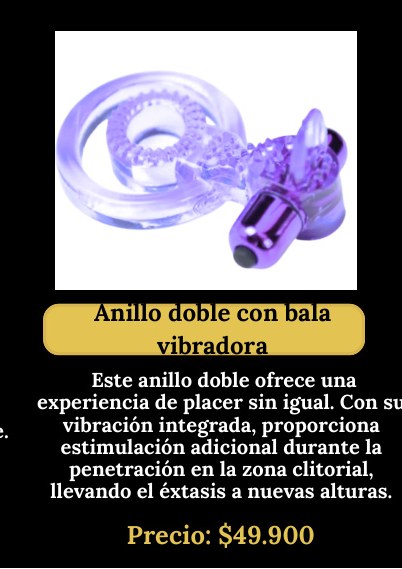 Anillo doble con bala
vibradora
Este anillo doble ofrece una
experiencia de placer sin igual. Con su
e.
vibración integrada, proporciona
estimulación adicional durante la
penetración en la zona clitorial,
llevando el éxtasis a nuevas alturas.
Precio: $49.900